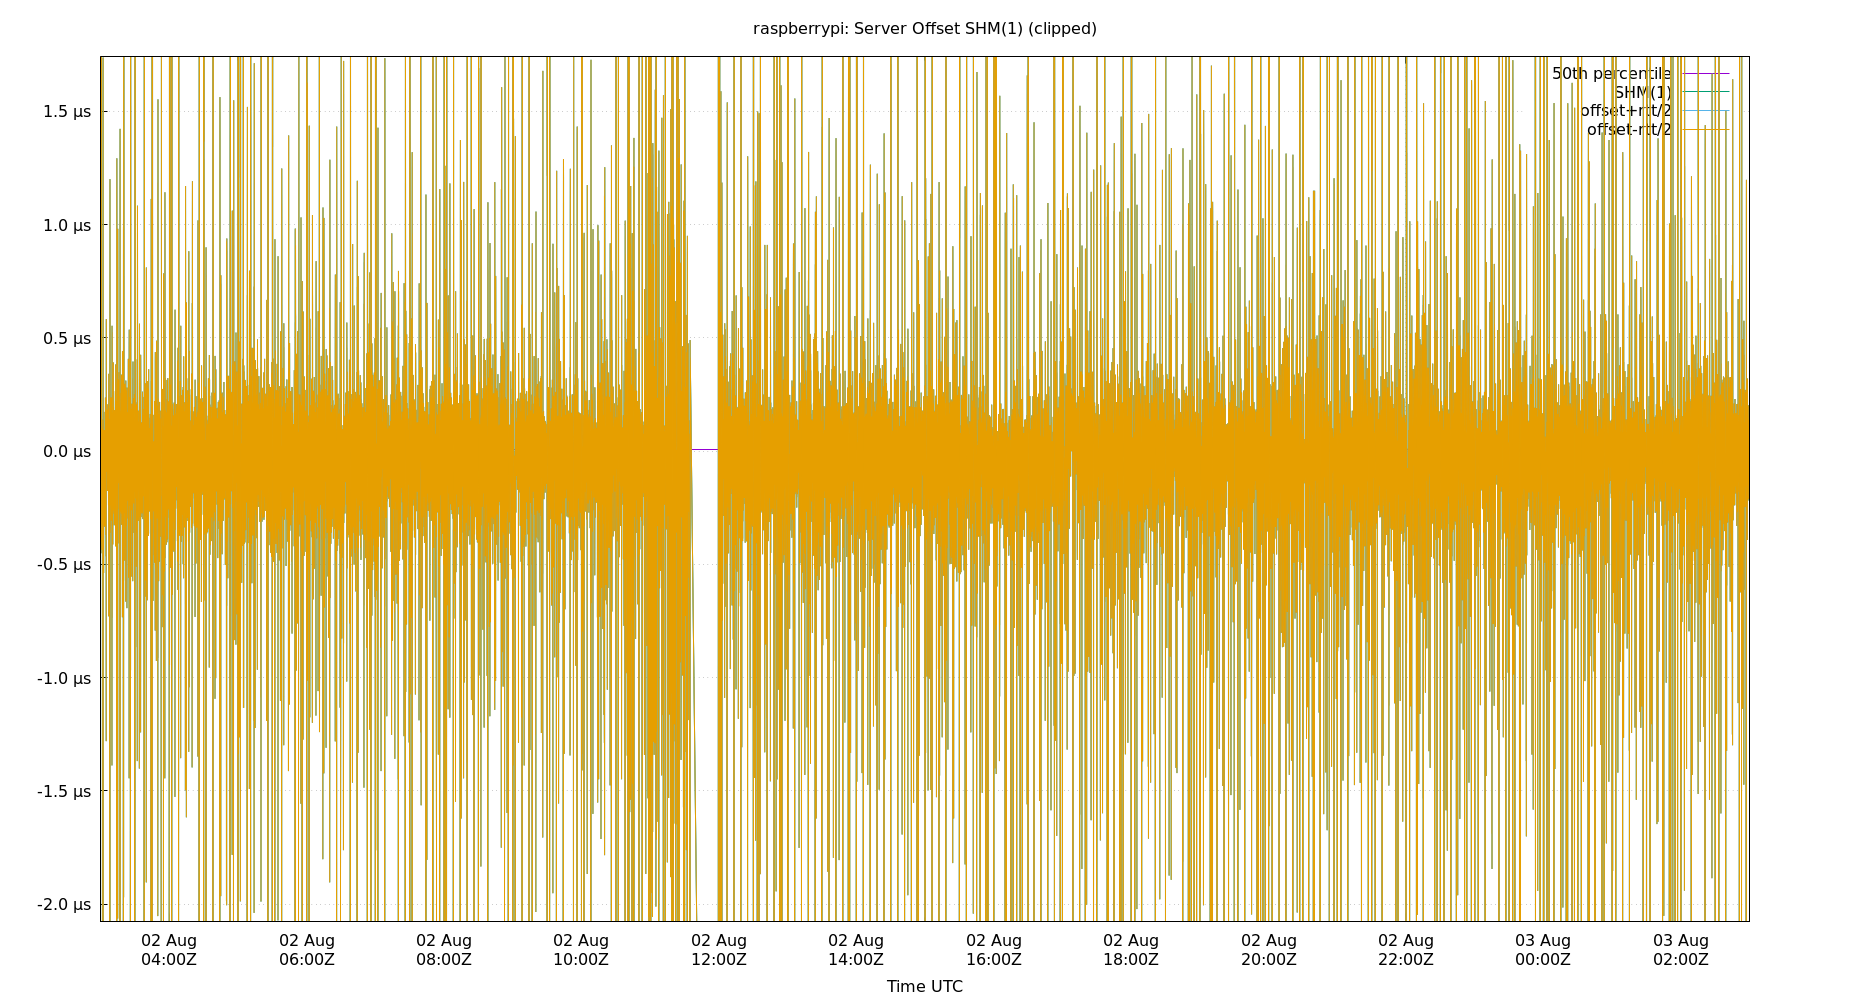 raspberrypi: Server Offset SHM(1) (clipped)
50th percentile
SHM(1)
offset+rtt/2
offset-rtt/2
1.5 µs
1.0 µs
0.5 µs
0.0 µs
-0.5 µs
-1.0 µs
-1.5 µs
-2.0 µs
02 Aug 02 Aug 02 Aug 02 Aug 02 Aug 02 Aug 02 Aug 02 Aug 02 Aug 02 Aug 03 Aug 03 Aug
04:00Z 06:00Z 08:00Z 10:00Z 12:00Z 14:00Z 16:00Z 18:00Z 20:00Z 22:00Z 00:00Z 02:00Z
Time UTC